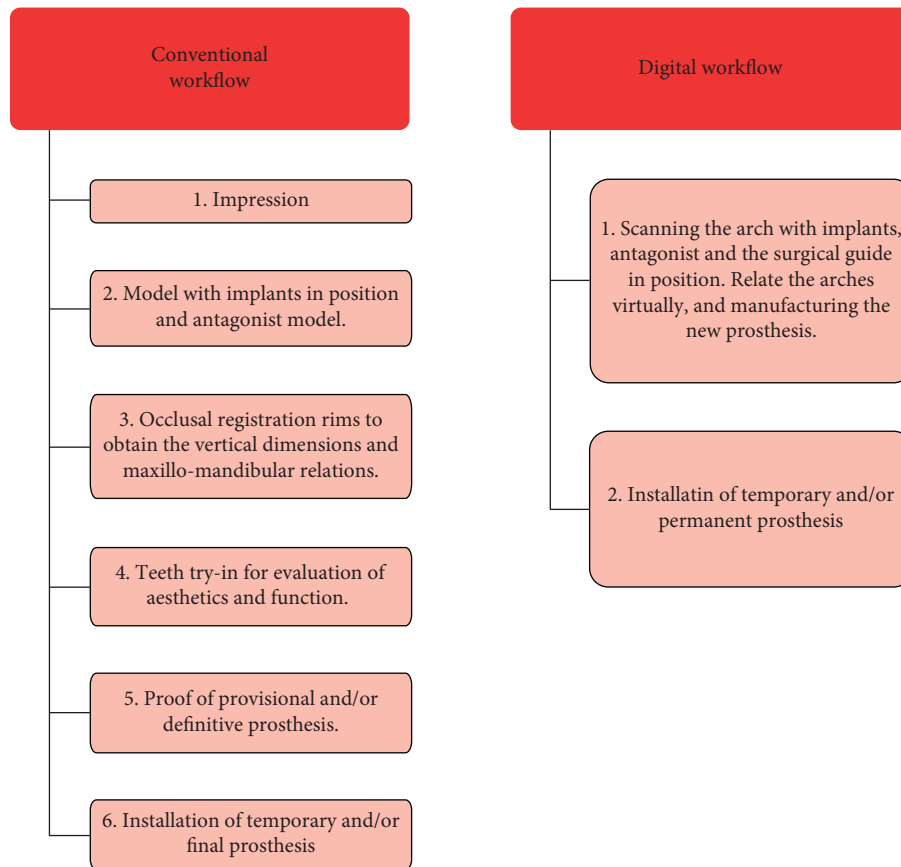 Conventional
workflow
1. Impression
2. Model with implants in position
and antagonist model.
3. Occlusal registration rims to
obtain the vertical dimensions and
maxillo-mandibular relations.
4. Teeth try-in for evaluation of
aesthetics and function.
5. Proof of provisional and/or
definitive prosthesis.
6. Installation of temporary and/or
final prosthesis
Digital workflow
1. Scanning the arch with implants,
antagonist and the surgical guide
in position. Relate the arches
virtually, and manufacturing the
new prosthesis.
2. Installatin of temporary and/or
permanent prosthesis